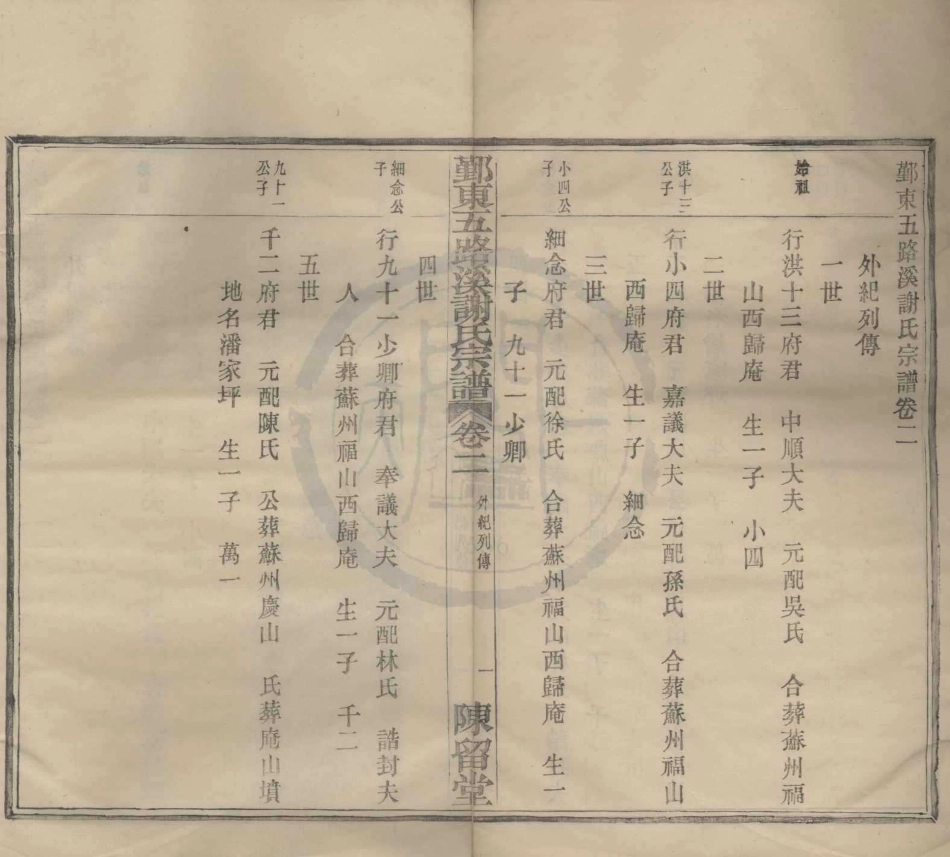 鄞東五路溪謝氏宗譜卷二
外紀列傳
一世
始祖
行洪十三府君 中順大夫 元配吳氏 合葬蘇州福
山西歸庵 生一子 小四
二世
洪十三
公子
行小四府君 嘉議大夫 元配孫氏 合葬蘇州福山
西歸庵 生一子 細念
三世
小四公
子
細念府君 元配徐氏 合葬蘇州福山西歸庵 生一
子 九十一少卿
鄞東五路溪謝氏宗譜 卷二 外紀列傳 一 陳留堂
四世
細念公
子
行九十一少卿府君 奉議大夫 元配林氏 誥封夫
人 合葬蘇州福山西歸庵 生一子 千二
五世
九十一
公子
千二府君 元配陳氏 公葬蘇州慶山 氏葬庵山墳
地名潘家坪 生一子 萬一